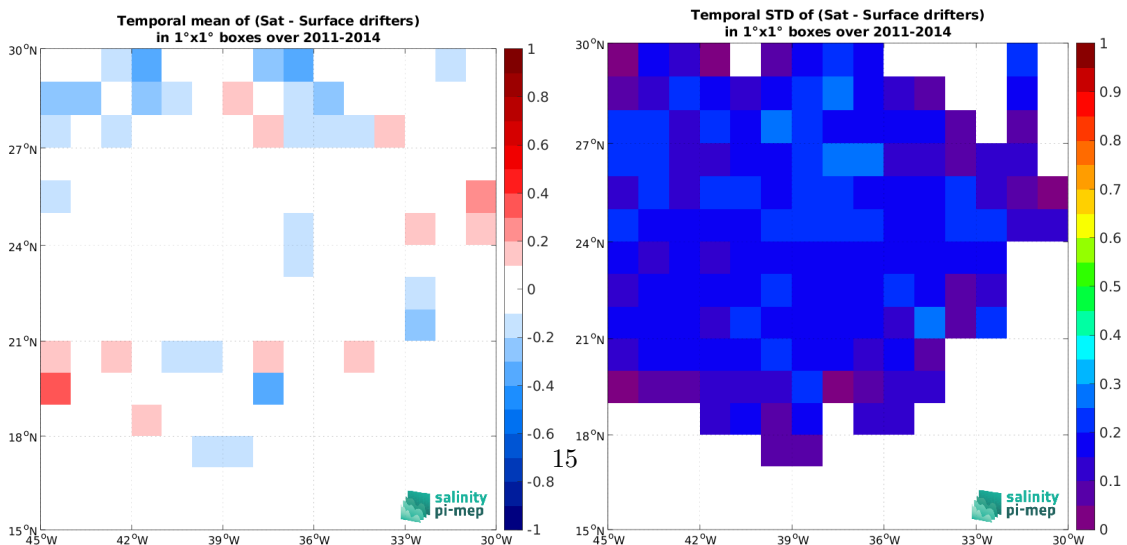 Temporal mean of (Sat - Surface drifters)
in 1°x1° boxes over 2011-2014
30°N
27°N
24°N
21°N
18°N
15°N
45°W
42°W
39°W
36°W
33°W
30°W
1
0.8
0.6
0.4
0.2
0
-0.2
-0.4
-0.6
-0.8
-1
salinity
pi-mep
15
Temporal STD of (Sat - Surface drifters)
in 1°x1° boxes over 2011-2014
30°N
27°N
24°N
21°N
18°N
15°N
45°W
42°W
39°W
36°W
33°W
30°W
1
0.9
0.8
0.7
0.6
0.5
0.4
0.3
0.2
0.1
0
salinity
pi-mep